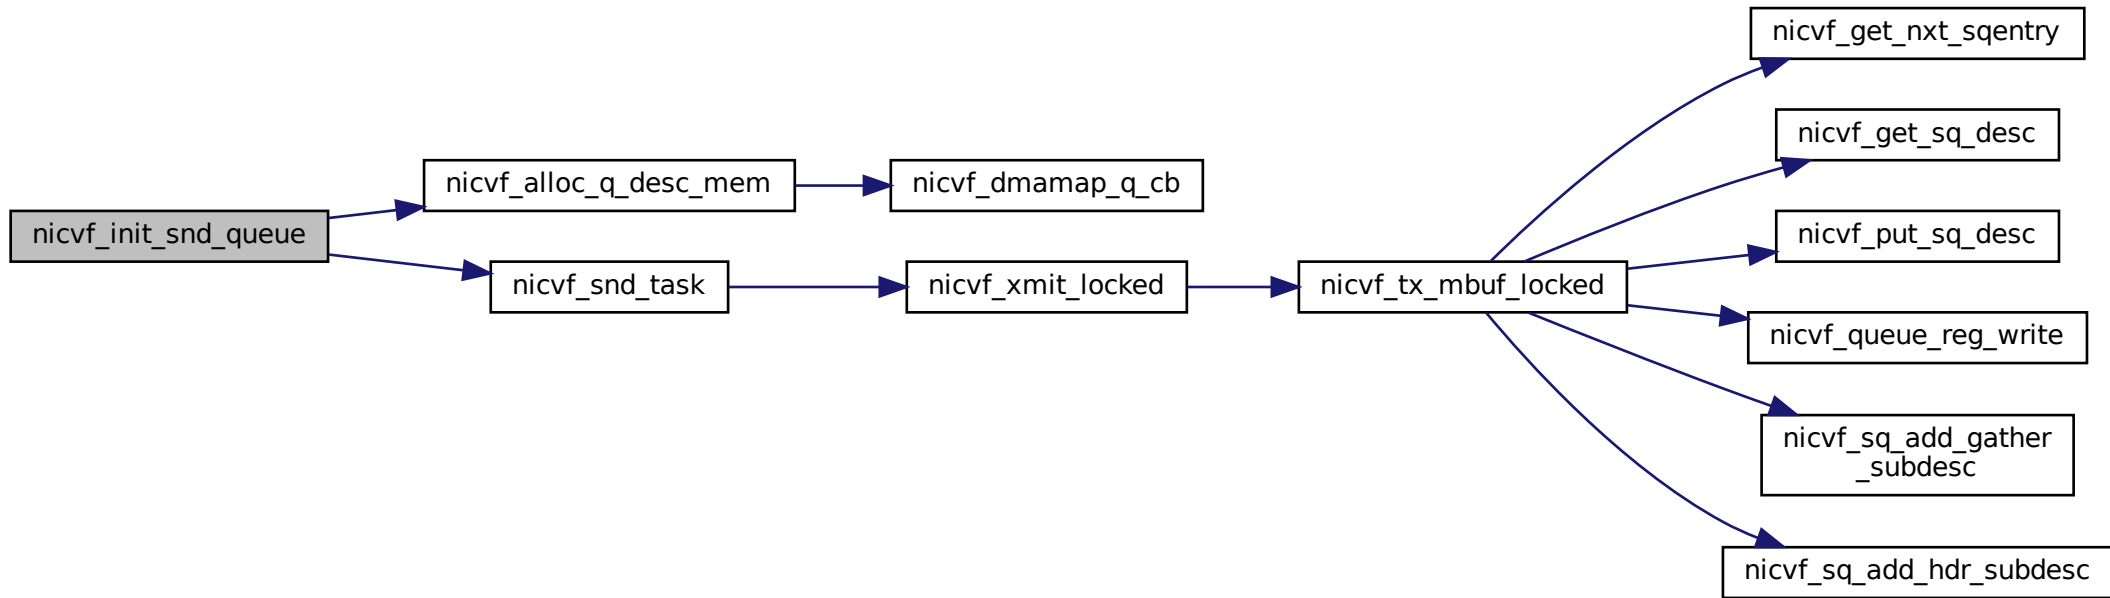 nicvf_init_snd_queue
nicvf_alloc_q_desc_mem
nicvf_snd_task
nicvf_dmamap_q_cb
nicvf_xmit_locked
nicvf_tx_mbuf_locked
nicvf_get_nxt_sqentry
nicvf_get_sq_desc
nicvf_put_sq_desc
nicvf_queue_reg_write
nicvf_sq_add_gather
_subdesc
nicvf_sq_add_hdr_subdesc